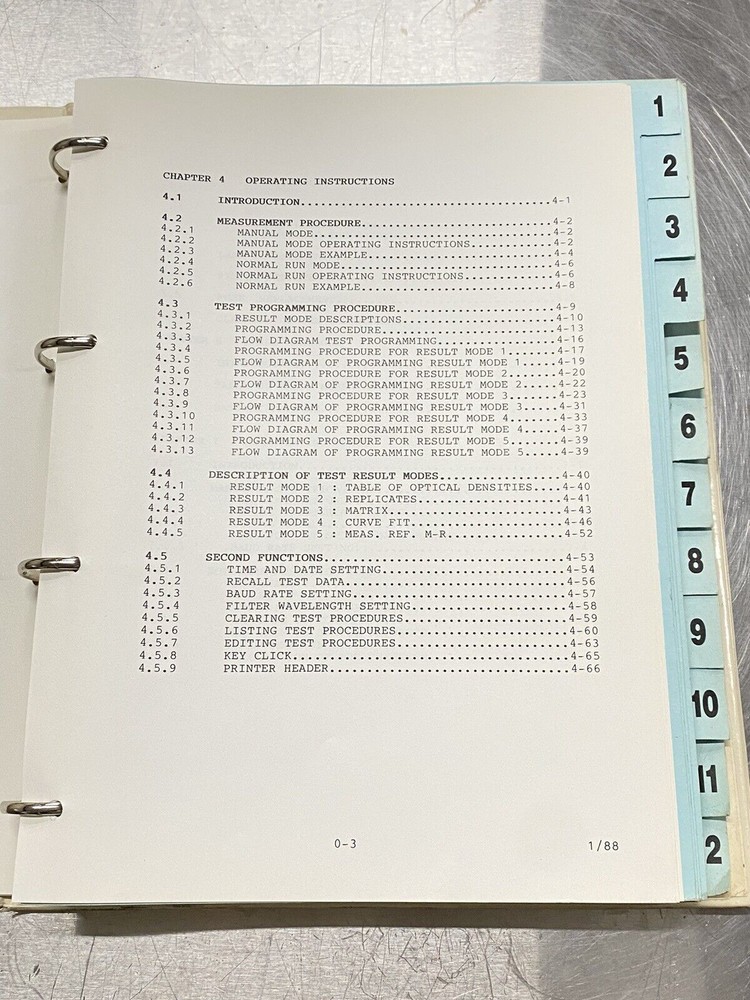 CHAPTER 4 OPERATING INSTRUCTIONS
4.1 INTRODUCTION..............................4-1
4.2 MEASUREMENT PROCEDURE.......................4-2
4.2.1 MANUAL MODE.............................4-2
4.2.2 MANUAL MODE OPERATING INSTRUCTIONS..........4-2
4.2.3 MANUAL MODE EXAMPLE.......................4-4
4.2.4 NORMAL RUN MODE..........................4-6
4.2.5 NORMAL RUN OPERATING INSTRUCTIONS...........4-6
4.2.6 NORMAL RUN EXAMPLE.......................4-8
4.3 TEST PROGRAMMING PROCEDURE...................4-9
4.3.1 RESULT MODE DESCRIPTIONS..................4-10
4.3.2 PROGRAMMING PROCEDURE.....................4-13
4.3.3 FLOW DIAGRAM TEST PROGRAMMING..............4-16
4.3.4 PROGRAMMING PROCEDURE FOR RESULT MODE 1......4-17
4.3.5 FLOW DIAGRAM OF PROGRAMMING RESULT MODE 1.....4-19
4.3.6 PROGRAMMING PROCEDURE FOR RESULT MODE 2.......4-20
4.3.7 FLOW DIAGRAM OF PROGRAMMING RESULT MODE 2.....4-22
4.3.8 PROGRAMMING PROCEDURE FOR RESULT MODE 3.......4-23
4.3.9 FLOW DIAGRAM OF PROGRAMMING RESULT MODE 3.....4-31
4.3.10 PROGRAMMING PROCEDURE FOR RESULT MODE 4.......4-33
4.3.11 FLOW DIAGRAM OF PROGRAMMING RESULT MODE 4.....4-37
4.3.12 PROGRAMMING PROCEDURE FOR RESULT MODE 5.......4-39
4.3.13 FLOW DIAGRAM OF PROGRAMMING RESULT MODE 5.....4-39
4.4 DESCRIPTION OF TEST RESULT MODES..............4-40
4.4.1 RESULT MODE 1 : TABLE OF OPTICAL DENSITIES....4-40
4.4.2 RESULT MODE 2 : REPLICATES..................4-41
4.4.3 RESULT MODE 3 : MATRIX......................4-43
4.4.4 RESULT MODE 4 : CURVE FIT...................4-46
4.4.5 RESULT MODE 5 : MEAS. REF. M-R..............4-52
4.5 SECOND FUNCTIONS............................4-53
4.5.1 TIME AND DATE SETTING......................4-54
4.5.2 RECALL TEST DATA...........................4-56
4.5.3 BAUD RATE SETTING..........................4-57
4.5.4 FILTER WAVELENGTH SETTING..................4-58
4.5.5 CLEARING TEST PROCEDURES...................4-59
4.5.6 LISTING TEST PROCEDURES....................4-60
4.5.7 EDITING TEST PROCEDURES....................4-63
4.5.8 KEY CLICK..................................4-65
4.5.9 PRINTER HEADER.............................4-66
0-3 1/88
1
2
3
4
5
6
7
8
9
10
11
2